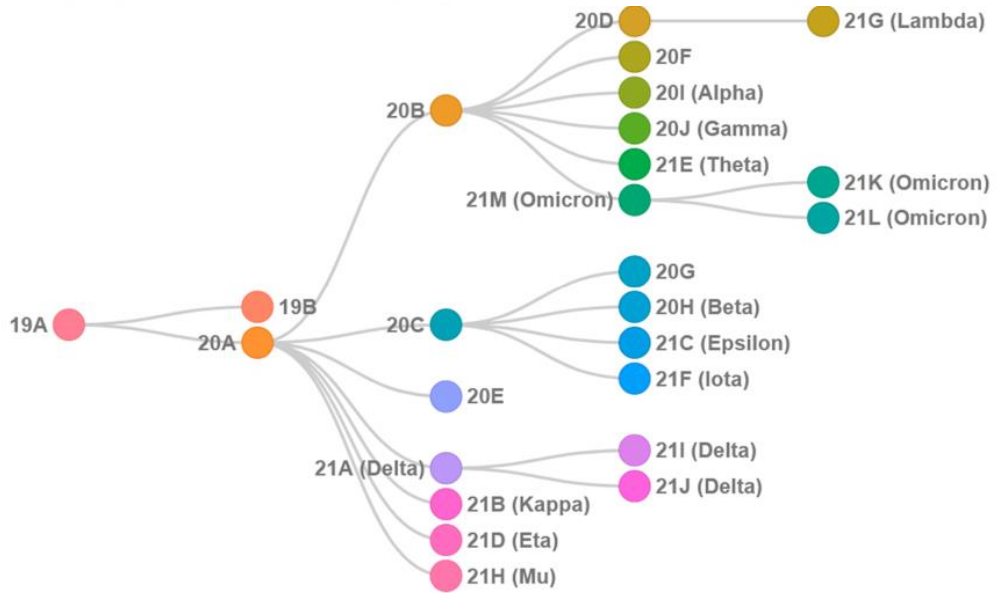 20D
21G (Lambda)
20F
20I (Alpha)
20B
20J (Gamma)
21E (Theta)
21K (Omicron)
21M (Omicron)
21L (Omicron)
20G
19B
20H (Beta)
19A
20C
20A
21C (Epsilon)
21F (Iota)
20E
21I (Delta)
21A (Delta)
21J (Delta)
21B (Kappa)
21D (Eta)
21H (Mu)